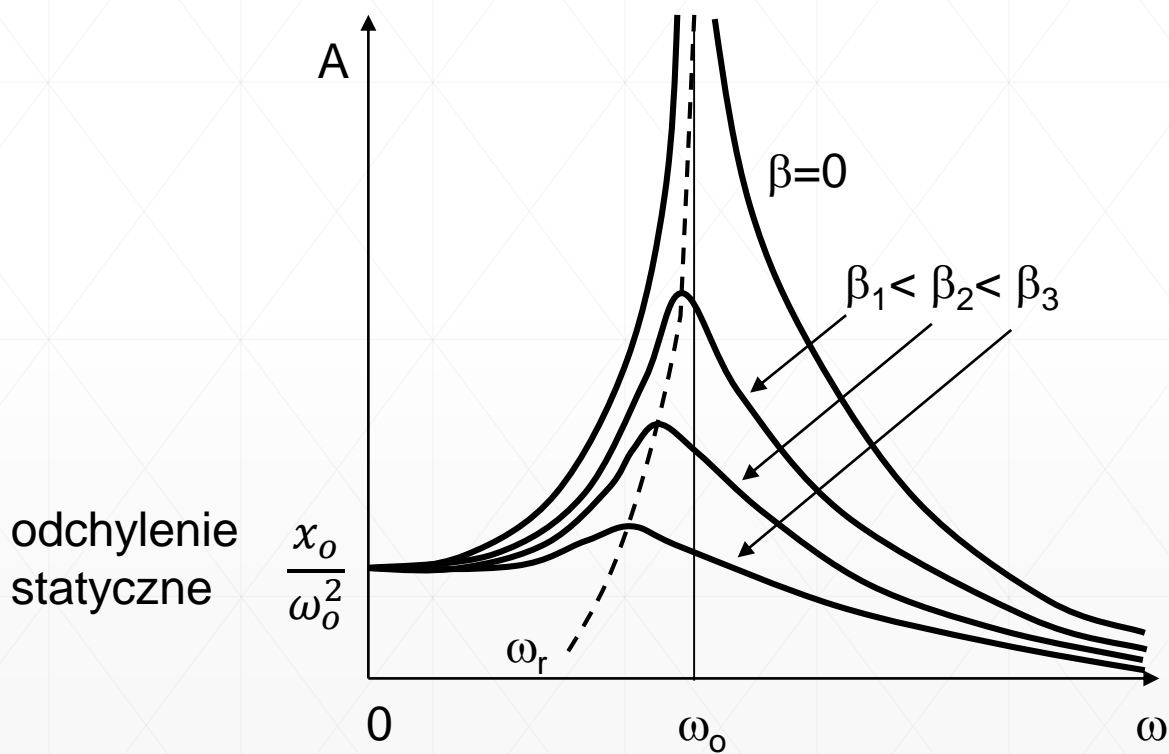 A
β=0
β₁< β₂< β₃
odchylenie
statyczne
xₒ/ωₒ²
ωᵣ
0
ωₒ
ω